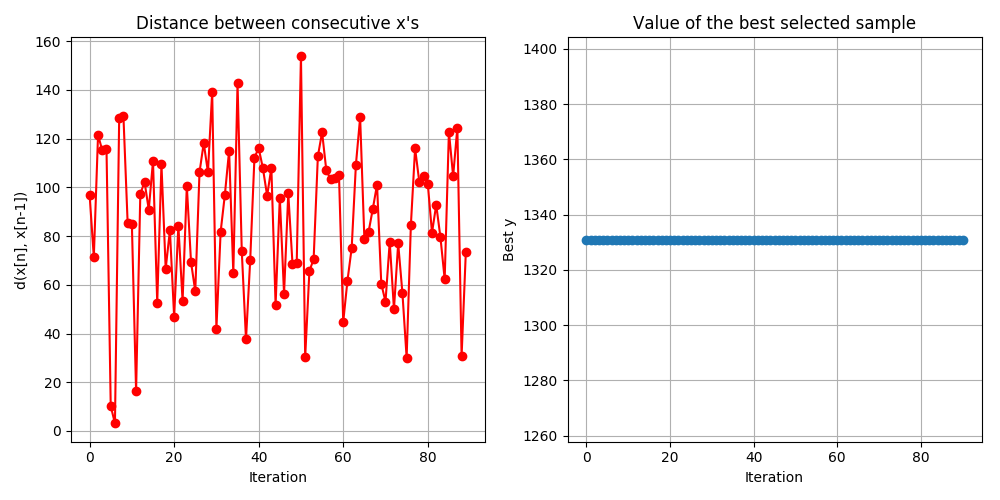 Distance between consecutive x's
160
140
120
100
80
60
40
20
0
d(x[n], x[n-1])
0 20 40 60 80
Iteration
Value of the best selected sample
1400
1380
1360
1340
1320
1300
1280
1260
Best y
0 20 40 60 80
Iteration